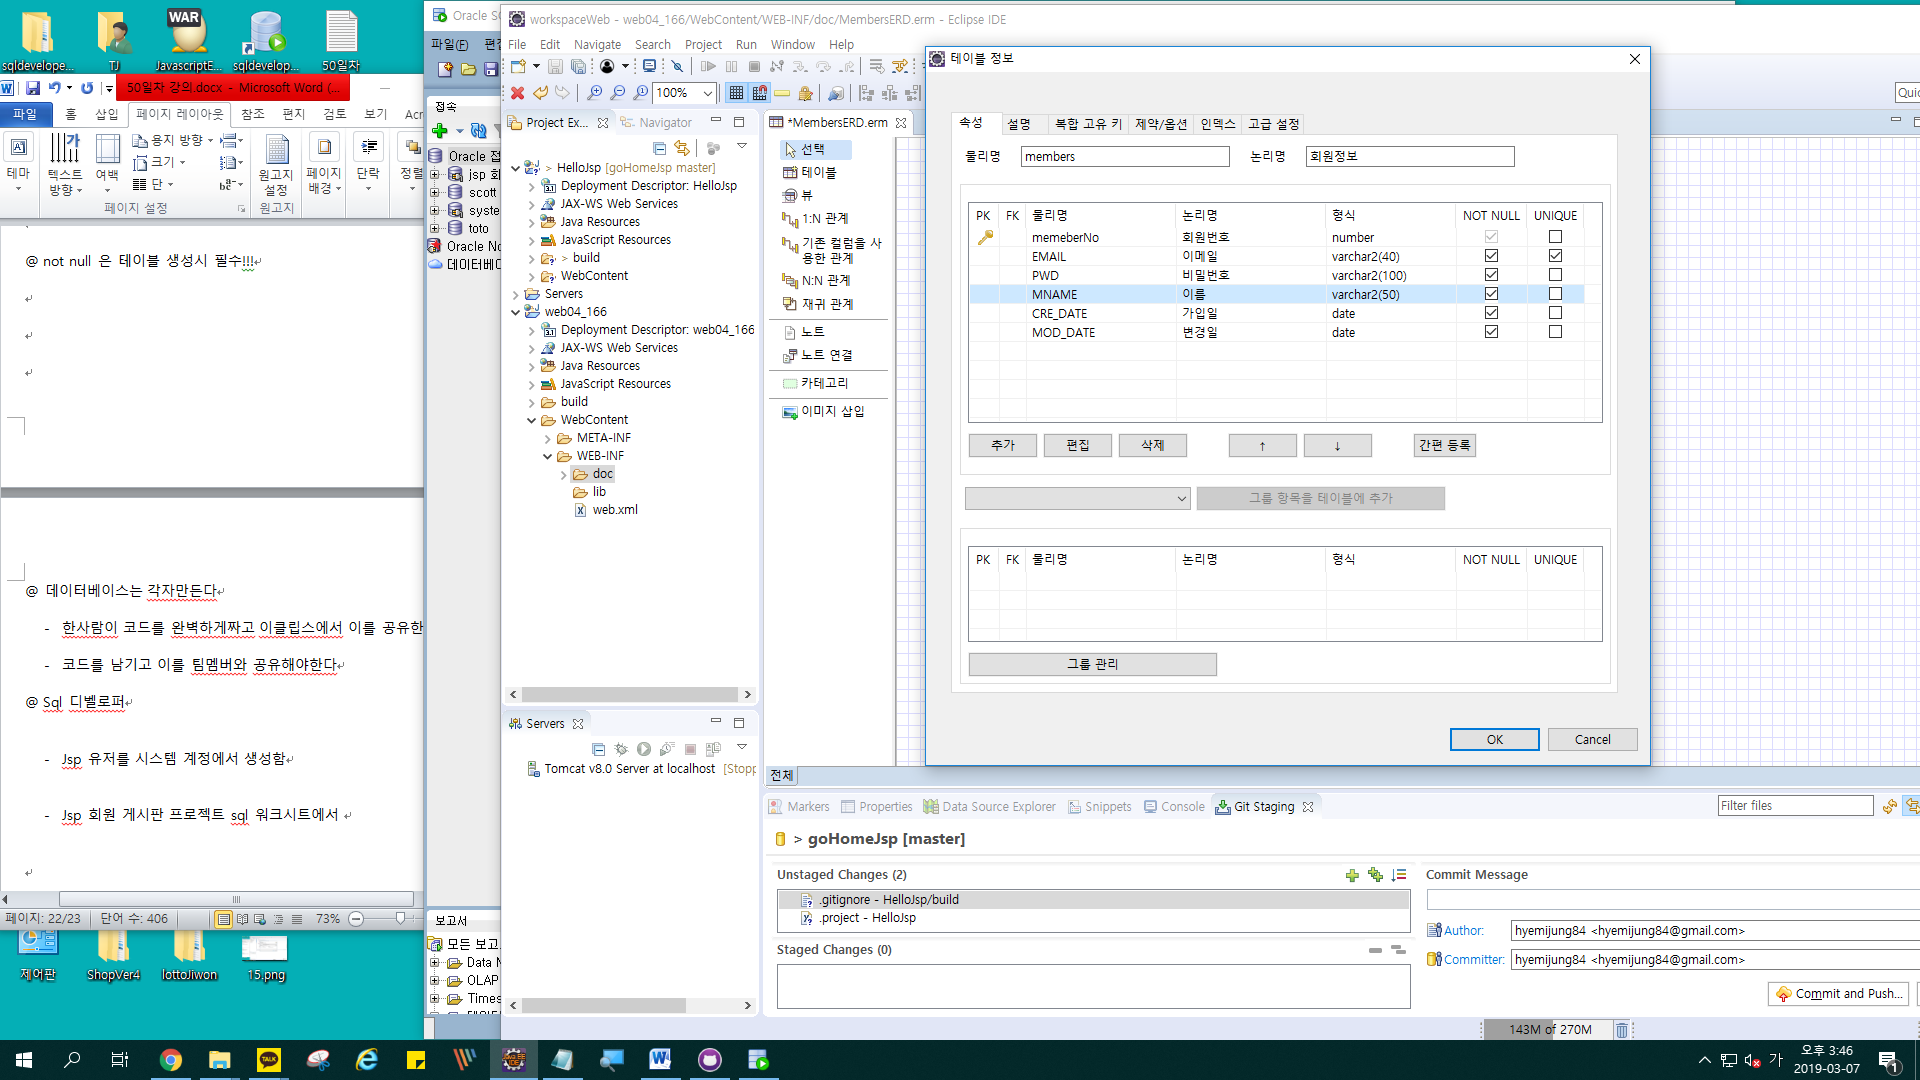 sqldevelope...
TJ
JavascriptE...
sqldevelop...
50일차
WAR
50일차 강의.docx - Microsoft Word (...
파일
홈
삽입
페이지 레이아웃
참조
편지
검토
보기
Acr
테마
텍스트 방향
여백
용지 방향
크기
단
원고지 설정
페이지 배경
단락
정렬
페이지 설정
원고지
@ not null 은 테이블 생성시 필수!!!
@ 데이터베이스는 각자만든다
- 한사람이 코드를 완벽하게짜고 이클립스에서 이를 공유한
- 코드를 남기고 이를 팀멤버와 공유해야한다
@ Sql 디벨로퍼
- Jsp 유저를 시스템 계정에서 생성함
- Jsp 회원 게시판 프로젝트 sql 워크시트에서
페이지: 22/23
단어 수: 406
73%
제어판
ShopVer4
lottoJiwon
15.png
Oracle SQ
파일(F)
편집
접속
Oracle 접
jsp 회
scott
syste
toto
Oracle No
데이터베이
보고서
모든 보고
Data M
OLAP
Times
workspaceWeb - web04_166/WebContent/WEB-INF/doc/MembersERD.erm - Eclipse IDE
File Edit Navigate Search Project Run Window Help
100%
Quic
Project Ex...
Navigator
HelloJsp [goHomeJsp master]
Deployment Descriptor: HelloJsp
JAX-WS Web Services
Java Resources
JavaScript Resources
> build
WebContent
Servers
web04_166
Deployment Descriptor: web04_166
JAX-WS Web Services
Java Resources
JavaScript Resources
build
WebContent
META-INF
WEB-INF
doc
lib
web.xml
Servers
Tomcat v8.0 Server at localhost [Stopp
*MembersERD.erm
선택
테이블
뷰
1:N 관계
기존 컬럼을 사
용한 관계
N:N 관계
재귀 관계
노트
노트 연결
카테고리
이미지 삽입
전체
테이블 정보
속성 설명 복합 고유 키 제약/옵션 인덱스 고급 설정
물리명 members 논리명 회원정보
PK FK 물리명 논리명 형식 NOT NULL UNIQUE
memeberNo 회원번호 number
EMAIL 이메일 varchar2(40)
PWD 비밀번호 varchar2(100)
MNAME 이름 varchar2(50)
CRE_DATE 가입일 date
MOD_DATE 변경일 date
추가 편집 삭제 ↑ ↓ 간편 등록
그룹 항목을 테이블에 추가
PK FK 물리명 논리명 형식 NOT NULL UNIQUE
그룹 관리
OK Cancel
Markers Properties Data Source Explorer Snippets Console Git Staging
Filter files
> goHomeJsp [master]
Unstaged Changes (2)
.gitignore - HelloJsp/build
.project - HelloJsp
Staged Changes (0)
Commit Message
Author: hyemijung84 <hyemijung84@gmail.com>
Committer: hyemijung84 <hyemijung84@gmail.com>
Commit and Push...
143M of 270M
TALK
가
오후 3:46
2019-03-07
1